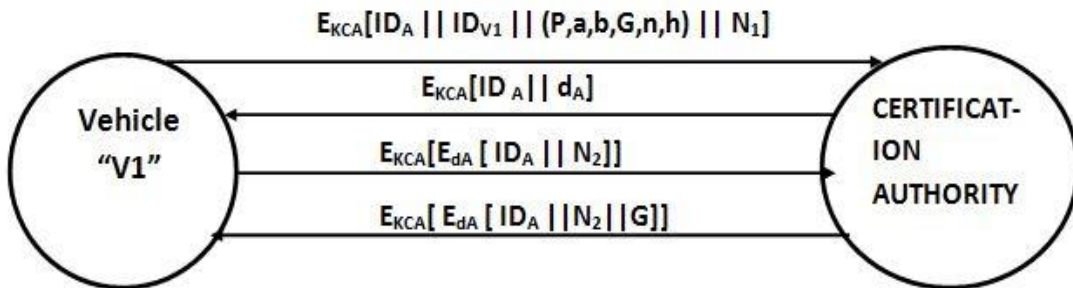 E_KCA[ID_A || ID_V1 || (P,a,b,G,n,h) || N_1]
E_KCA[ID_A || d_A]
Vehicle
“V1”
CERTIFICAT-
ION
AUTHORITY
E_KCA[E_dA [ ID_A || N_2]]
E_KCA[ E_dA [ ID_A ||N_2||G]]